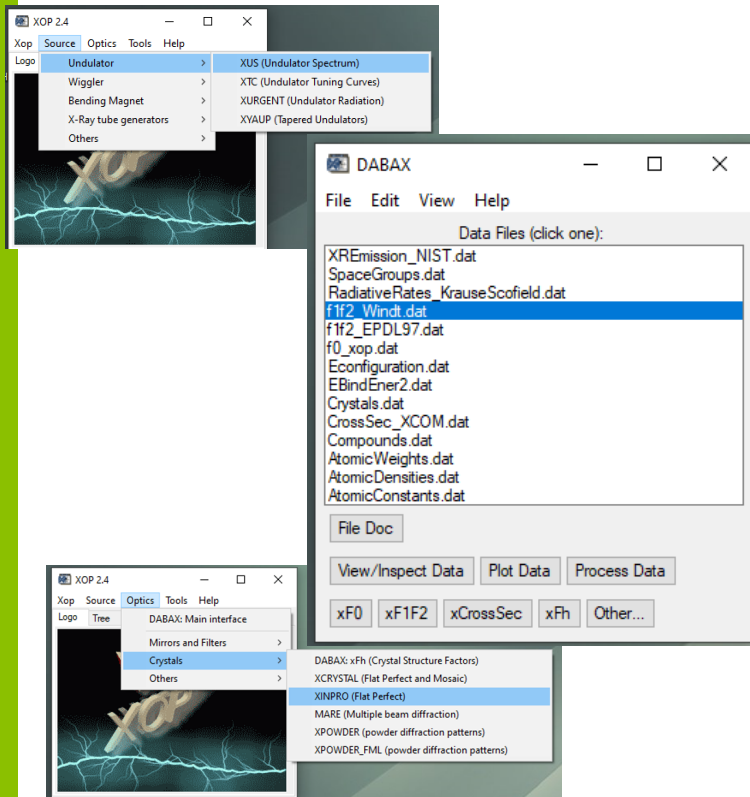 XOP 2.4
Xop Source Optics Tools Help
Logo
Undulator
Wiggler
Bending Magnet
X-Ray tube generators
Others
XUS (Undulator Spectrum)
XTC (Undulator Tuning Curves)
XURGENT (Undulator Radiation)
XYAUP (Tapered Undulators)
XOP
DABAX
File Edit View Help
Data Files (click one):
XREmission_NIST.dat
SpaceGroups.dat
RadiativeRates_KrauseScofield.dat
f1f2_Windt.dat
f1f2_EPDL97.dat
f0_xop.dat
Econfiguration.dat
EBindEner2.dat
Crystals.dat
CrossSec_XCOM.dat
Compounds.dat
AtomicWeights.dat
AtomicDensities.dat
AtomicConstants.dat
File Doc
View/Inspect Data Plot Data Process Data
xF0 xF1F2 xCrossSec xFh Other...
XOP 2.4
Xop Source Optics Tools Help
Logo Tree
DABAX: Main interface
Mirrors and Filters
Crystals
Others
DABAX: xFh (Crystal Structure Factors)
XCRYSTAL (Flat Perfect and Mosaic)
XINPRO (Flat Perfect)
MARE (Multiple beam diffraction)
XPOWDER (powder diffraction patterns)
XPOWDER_FML (powder diffraction patterns)
XOP